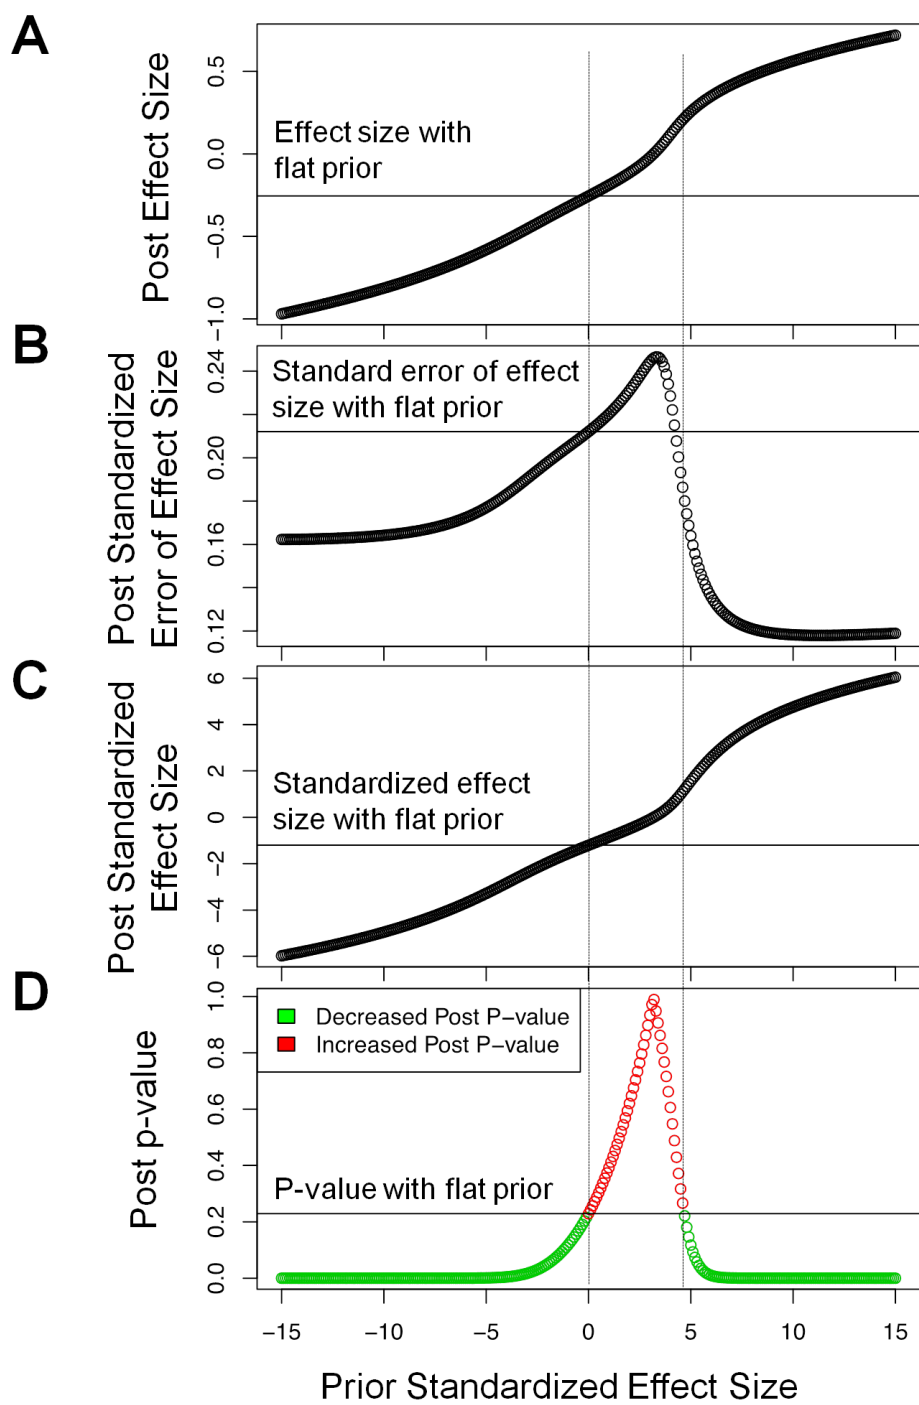 A
Post Effect Size
0.5
0.0
−0.5
−1.0
Effect size with
flat prior
B
Post Standardized
Error of Effect Size
0.24
0.20
0.16
0.12
Standard error of effect
size with flat prior
C
Post Standardized
Effect Size
6
4
2
0
−2
−4
−6
Standardized effect
size with flat prior
D
Post p-value
1.0
0.8
0.6
0.4
0.2
0.0
Decreased Post P−value
Increased Post P−value
P-value with flat prior
−15 −10 −5 0 5 10 15
Prior Standardized Effect Size